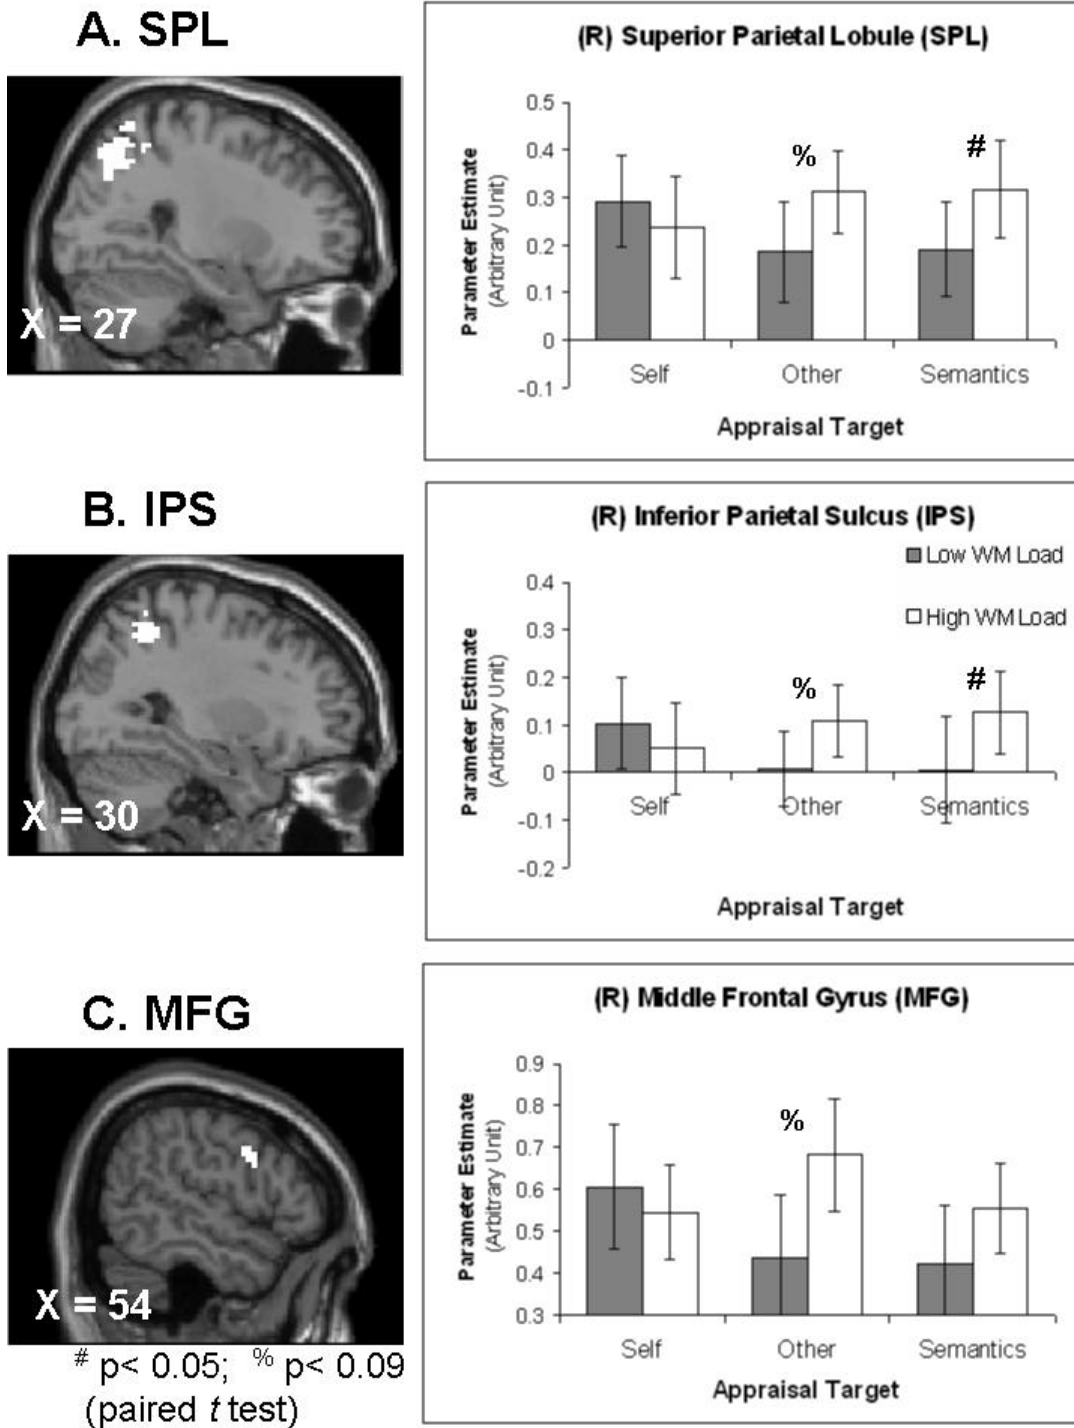 A. SPL
X = 27
(R) Superior Parietal Lobule (SPL)
Parameter Estimate
(Arbitrary Unit)
0.5
0.4
0.3
0.2
0.1
0
-0.1
%
#
Self
Other
Semantics
Appraisal Target
B. IPS
X = 30
(R) Inferior Parietal Sulcus (IPS)
Low WM Load
High WM Load
Parameter Estimate
(Arbitrary Unit)
0.4
0.3
0.2
0.1
0
-0.1
-0.2
%
#
Self
Other
Semantics
Appraisal Target
C. MFG
X = 54
(R) Middle Frontal Gyrus (MFG)
Parameter Estimate
(Arbitrary Unit)
0.9
0.8
0.7
0.6
0.5
0.4
0.3
%
Self
Other
Semantics
Appraisal Target
# p< 0.05; % p< 0.09
(paired t test)